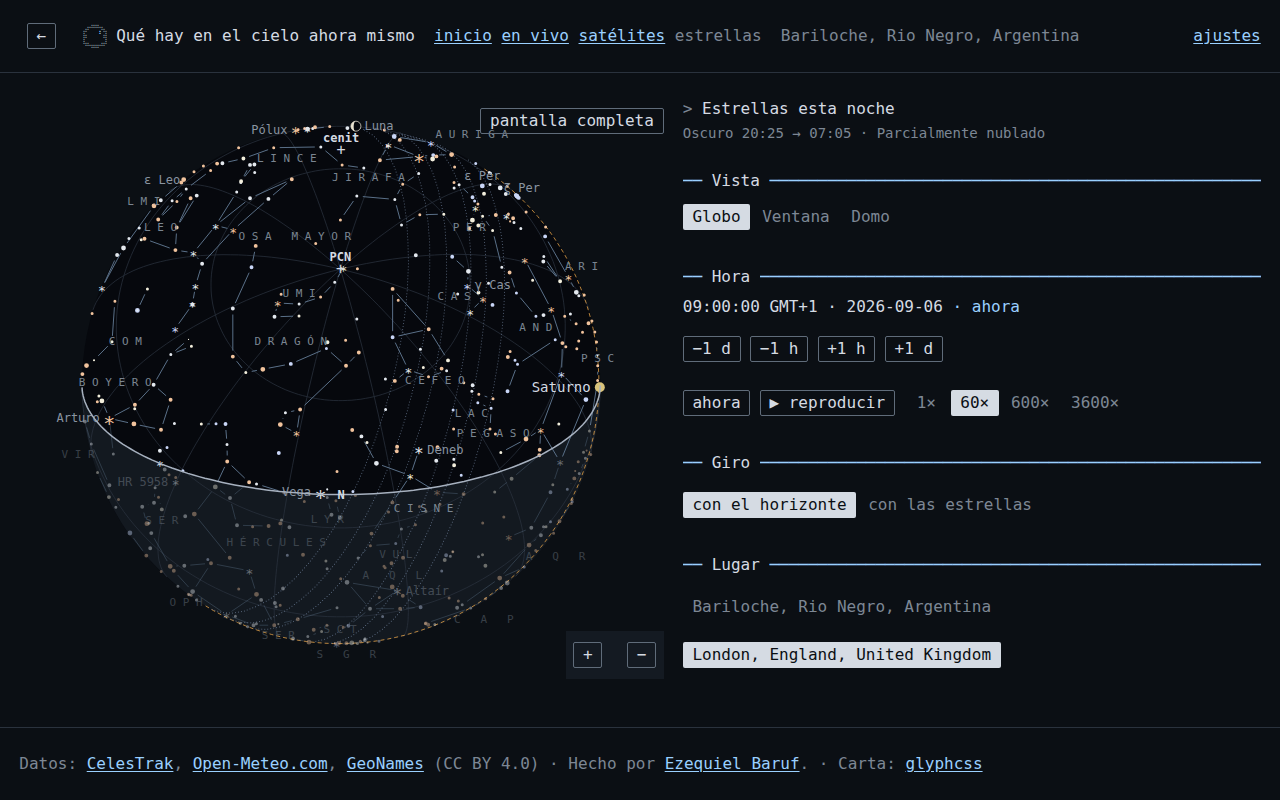 ← Qué hay en el cielo ahora mismo inicio en vivo satélites estrellas Bariloche, Rio Negro, Argentina ajustes
pantalla completa
Pólux
Luna
cenit
AURIGA
LINCE
JIRAFA
ε Leo
ε Per
ζ Per
LMI
LEO
OSA MAYOR
PER
PCN
ARI
γ Cas
UMI
CAS
COM
DRAGÓN
AND
PSC
BOYERO
CEFEO
Saturno
Arturo
LAC
PEGASO
VIR
Deneb
HR 5958
Vega
N
CISNE
SER
LYR
HÉRCULES
VUL
AQR
AQL
Altair
OPH
CAP
SER
SCT
SGR
+ −
> Estrellas esta noche
Oscuro 20:25 → 07:05 · Parcialmente nublado
Vista
Globo Ventana Domo
Hora
09:00:00 GMT+1 · 2026-09-06 · ahora
−1 d −1 h +1 h +1 d
ahora ▶ reproducir 1× 60× 600× 3600×
Giro
con el horizonte con las estrellas
Lugar
Bariloche, Rio Negro, Argentina
London, England, United Kingdom
Datos: CelesTrak, Open-Meteo.com, GeoNames (CC BY 4.0) · Hecho por Ezequiel Baruf. · Carta: glyphcss